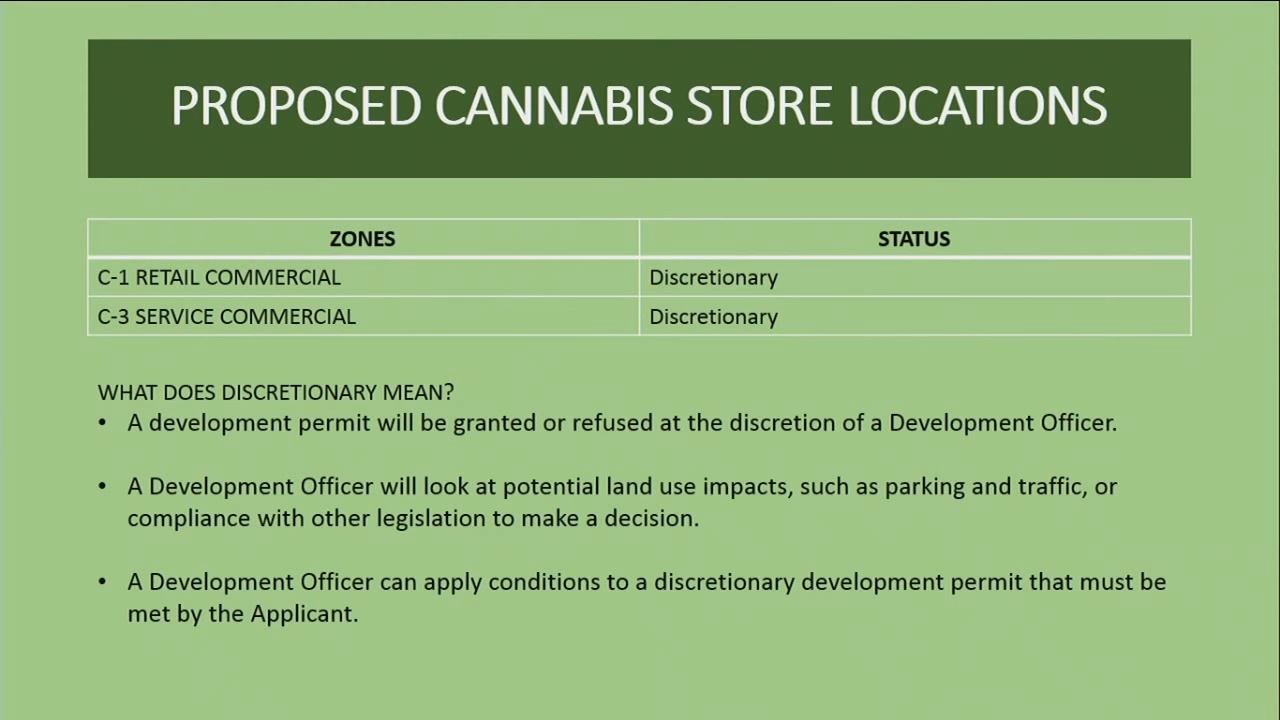 PROPOSED CANNABIS STORE LOCATIONS
ZONES STATUS
C-1 RETAIL COMMERCIAL Discretionary
C-3 SERVICE COMMERCIAL Discretionary
WHAT DOES DISCRETIONARY MEAN?
• A development permit will be granted or refused at the discretion of a Development Officer.
• A Development Officer will look at potential land use impacts, such as parking and traffic, or
compliance with other legislation to make a decision.
• A Development Officer can apply conditions to a discretionary development permit that must be
met by the Applicant.